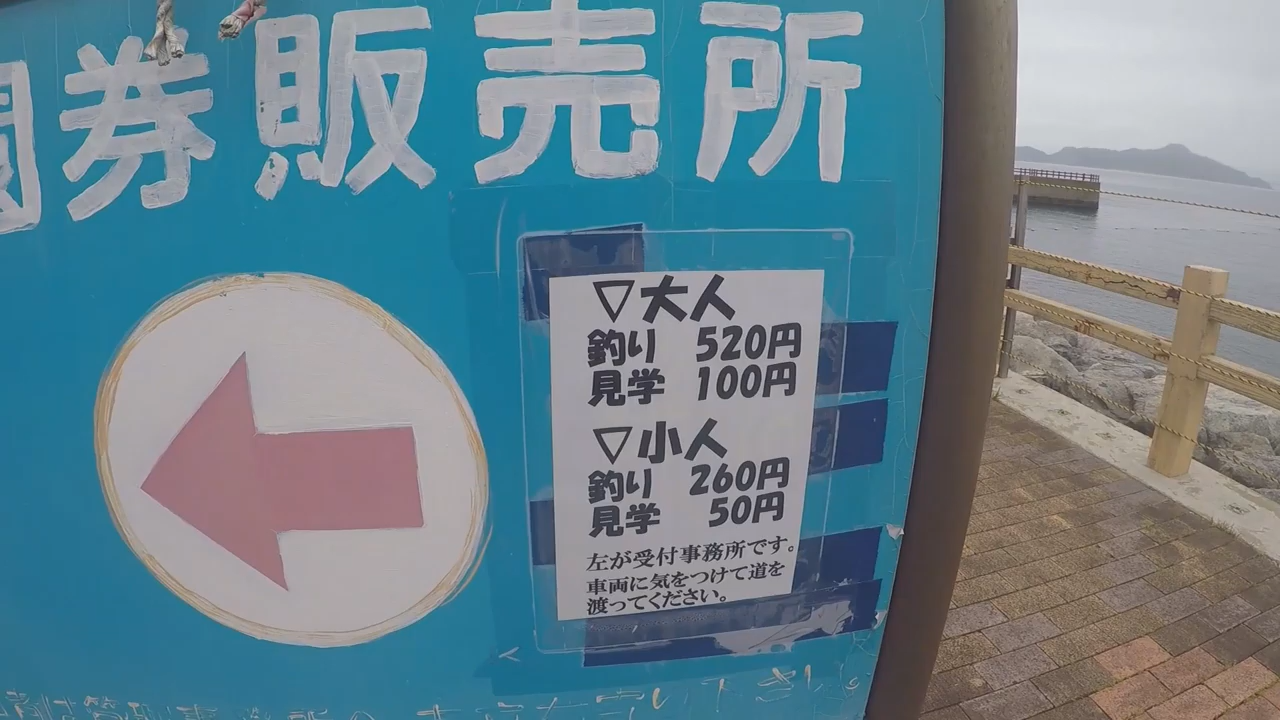 券販売所
▽大人
釣り 520円
見学 100円
▽小人
釣り 260円
見学 50円
左が受付事務所です。
車両に気をつけて道を
渡ってください。